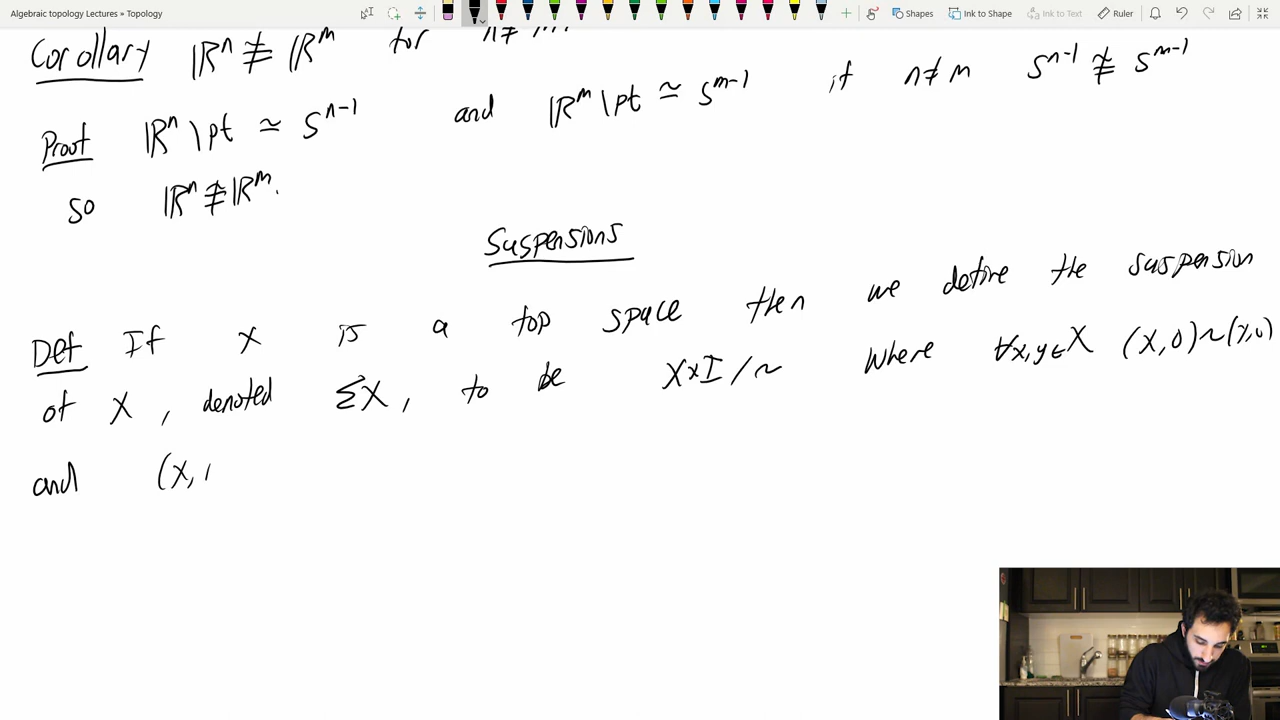 Algebraic topology Lectures » Topology
Shapes Ink to Shape Ink to Text Ruler
Corollary ℝⁿ ≢ ℝᵐ for n≠m.
Proof ℝⁿ \ pt ≃ Sⁿ⁻¹ and ℝᵐ \ pt ≃ Sᵐ⁻¹ if n≠m Sⁿ⁻¹ ≄ Sᵐ⁻¹
so ℝⁿ ≢ ℝᵐ.
Suspensions
Def If X is a top space then we define the suspension
of X, denoted ΣX, to be X×I/~ where ∀x,y∈X (x,0)~(y,0)
and (x,1